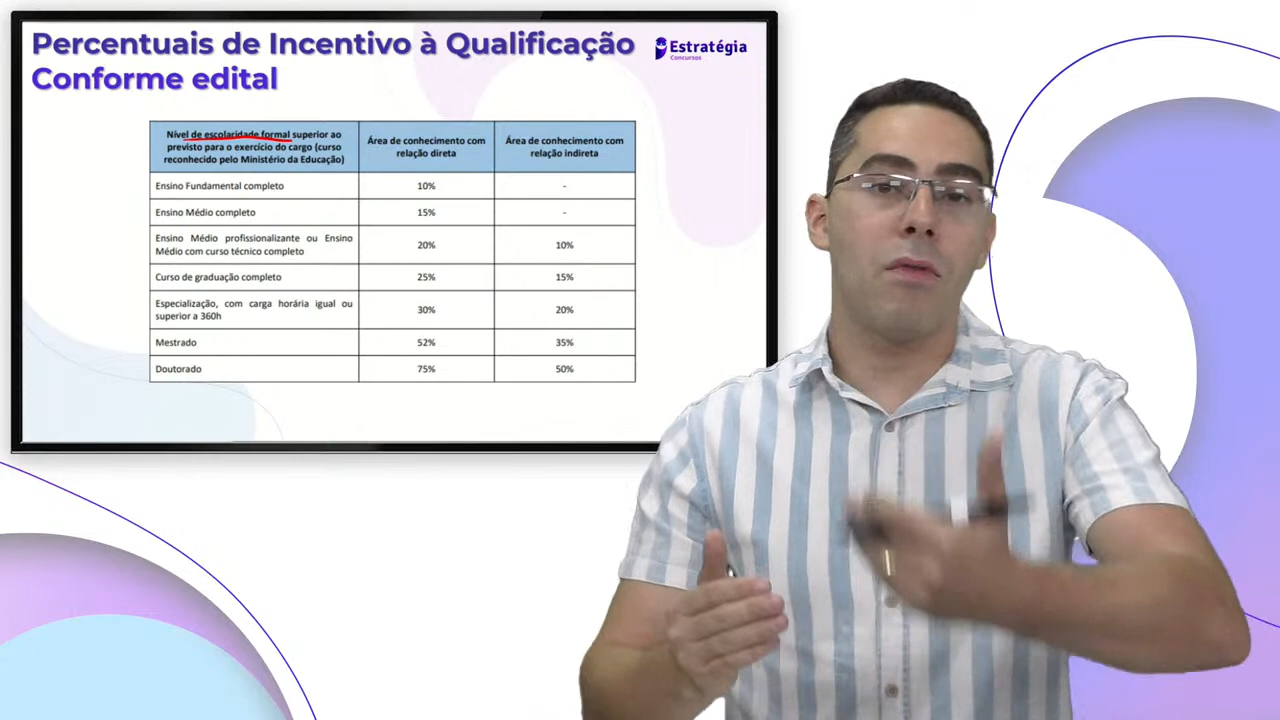 Percentuais de Incentivo à Qualificação
Conforme edital
Estratégia
Concursos
Nível de escolaridade formal superior ao
previsto para o exercício do cargo (curso
reconhecido pelo Ministério da Educação)
Área de conhecimento com
relação direta
Área de conhecimento com
relação indireta
Ensino Fundamental completo 10% -
Ensino Médio completo 15% -
Ensino Médio profissionalizante ou Ensino
Médio com curso técnico completo
20% 10%
Curso de graduação completo 25% 15%
Especialização, com carga horária igual ou
superior a 360h
30% 20%
Mestrado 52% 35%
Doutorado 75% 50%